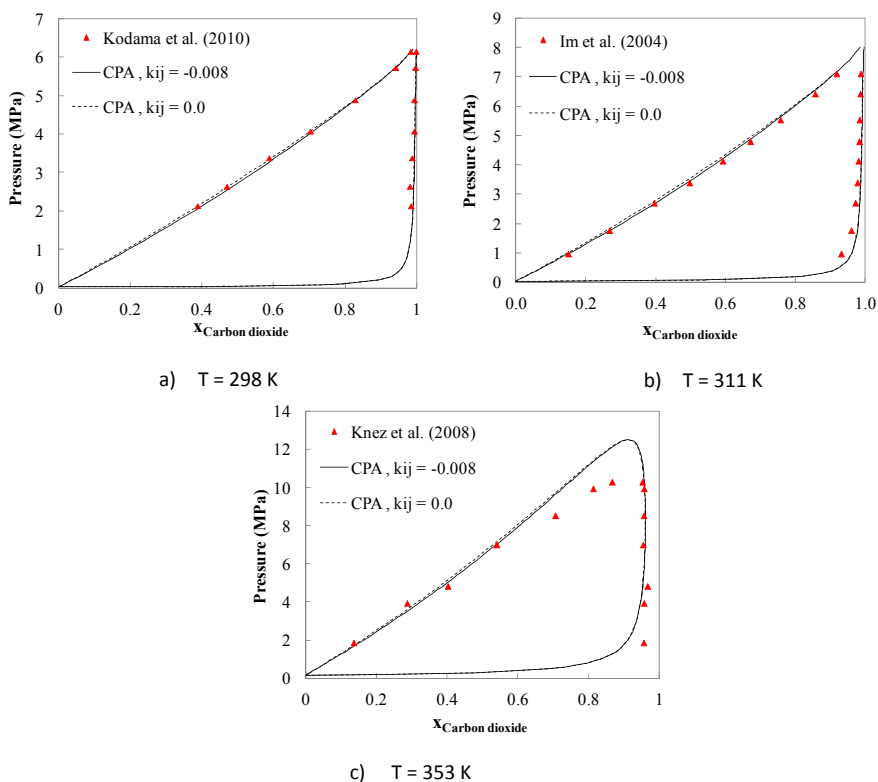 7
6
5
4
3
2
1
0
Pressure (MPa)
Kodama et al. (2010)
CPA , kij = -0.008
CPA , kij = 0.0
0 0.2 0.4 0.6 0.8 1
xCarbon dioxide
a) T = 298 K
9
8
7
6
5
4
3
2
1
0
Pressure (MPa)
Im et al. (2004)
CPA , kij = -0.008
CPA , kij = 0.0
0.0 0.2 0.4 0.6 0.8 1.0
xCarbon dioxide
b) T = 311 K
14
12
10
8
6
4
2
0
Pressure (MPa)
Knez et al. (2008)
CPA , kij = -0.008
CPA , kij = 0.0
0 0.2 0.4 0.6 0.8 1
xCarbon dioxide
c) T = 353 K